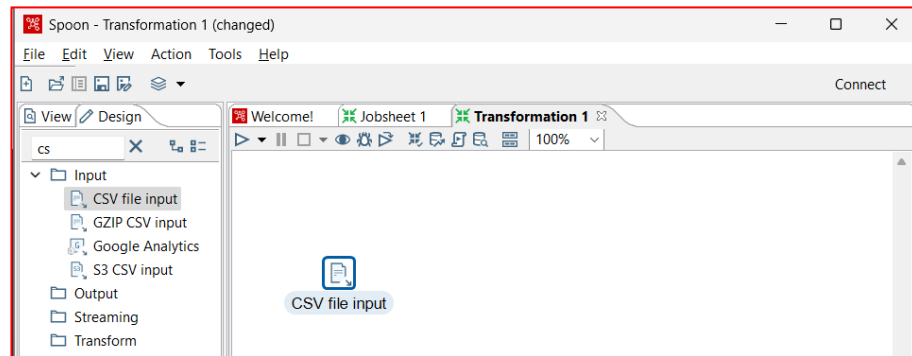 Spoon - Transformation 1 (changed)
File Edit View Action Tools Help
Connect
View Design
Welcome! Jobsheet 1 Transformation 1
cs
100%
Input
CSV file input
GZIP CSV input
Google Analytics
S3 CSV input
Output
Streaming
Transform
CSV file input